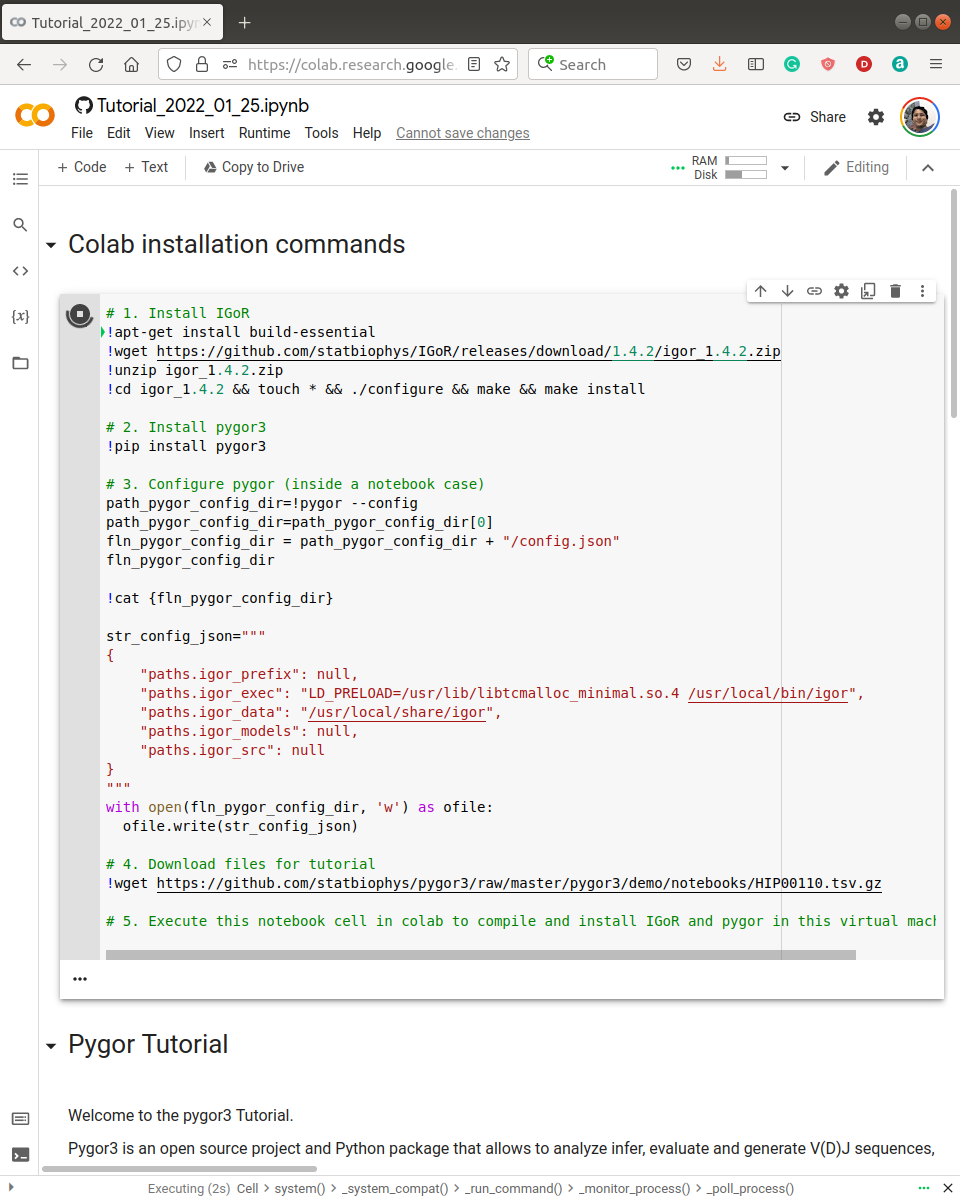 Tutorial_2022_01_25.ipyn
https://colab.research.google.
Search
Tutorial_2022_01_25.ipynb
Share
File Edit View Insert Runtime Tools Help Cannot save changes
+ Code + Text Copy to Drive
RAM
Disk
Editing
Colab installation commands
# 1. Install IGoR
!apt-get install build-essential
!wget https://github.com/statbiophys/IGoR/releases/download/1.4.2/igor_1.4.2.zip
!unzip igor_1.4.2.zip
!cd igor_1.4.2 && touch * && ./configure && make && make install
# 2. Install pygor3
!pip install pygor3
# 3. Configure pygor (inside a notebook case)
path_pygor_config_dir=!pygor --config
path_pygor_config_dir=path_pygor_config_dir[0]
fln_pygor_config_dir = path_pygor_config_dir + "/config.json"
fln_pygor_config_dir
!cat {fln_pygor_config_dir}
str_config_json="""
{
    "paths.igor_prefix": null,
    "paths.igor_exec": "LD_PRELOAD=/usr/lib/libtcmalloc_minimal.so.4 /usr/local/bin/igor",
    "paths.igor_data": "/usr/local/share/igor",
    "paths.igor_models": null,
    "paths.igor_src": null
}
"""
with open(fln_pygor_config_dir, 'w') as ofile:
  ofile.write(str_config_json)
# 4. Download files for tutorial
!wget https://github.com/statbiophys/pygor3/raw/master/pygor3/demo/notebooks/HIP00110.tsv.gz
# 5. Execute this notebook cell in colab to compile and install IGoR and pygor in this virtual mach
Pygor Tutorial
Welcome to the pygor3 Tutorial.
Pygor3 is an open source project and Python package that allows to analyze infer, evaluate and generate V(D)J sequences,
Executing (2s) Cell > system() > _system_compat() > _run_command() > _monitor_process() > _poll_process()